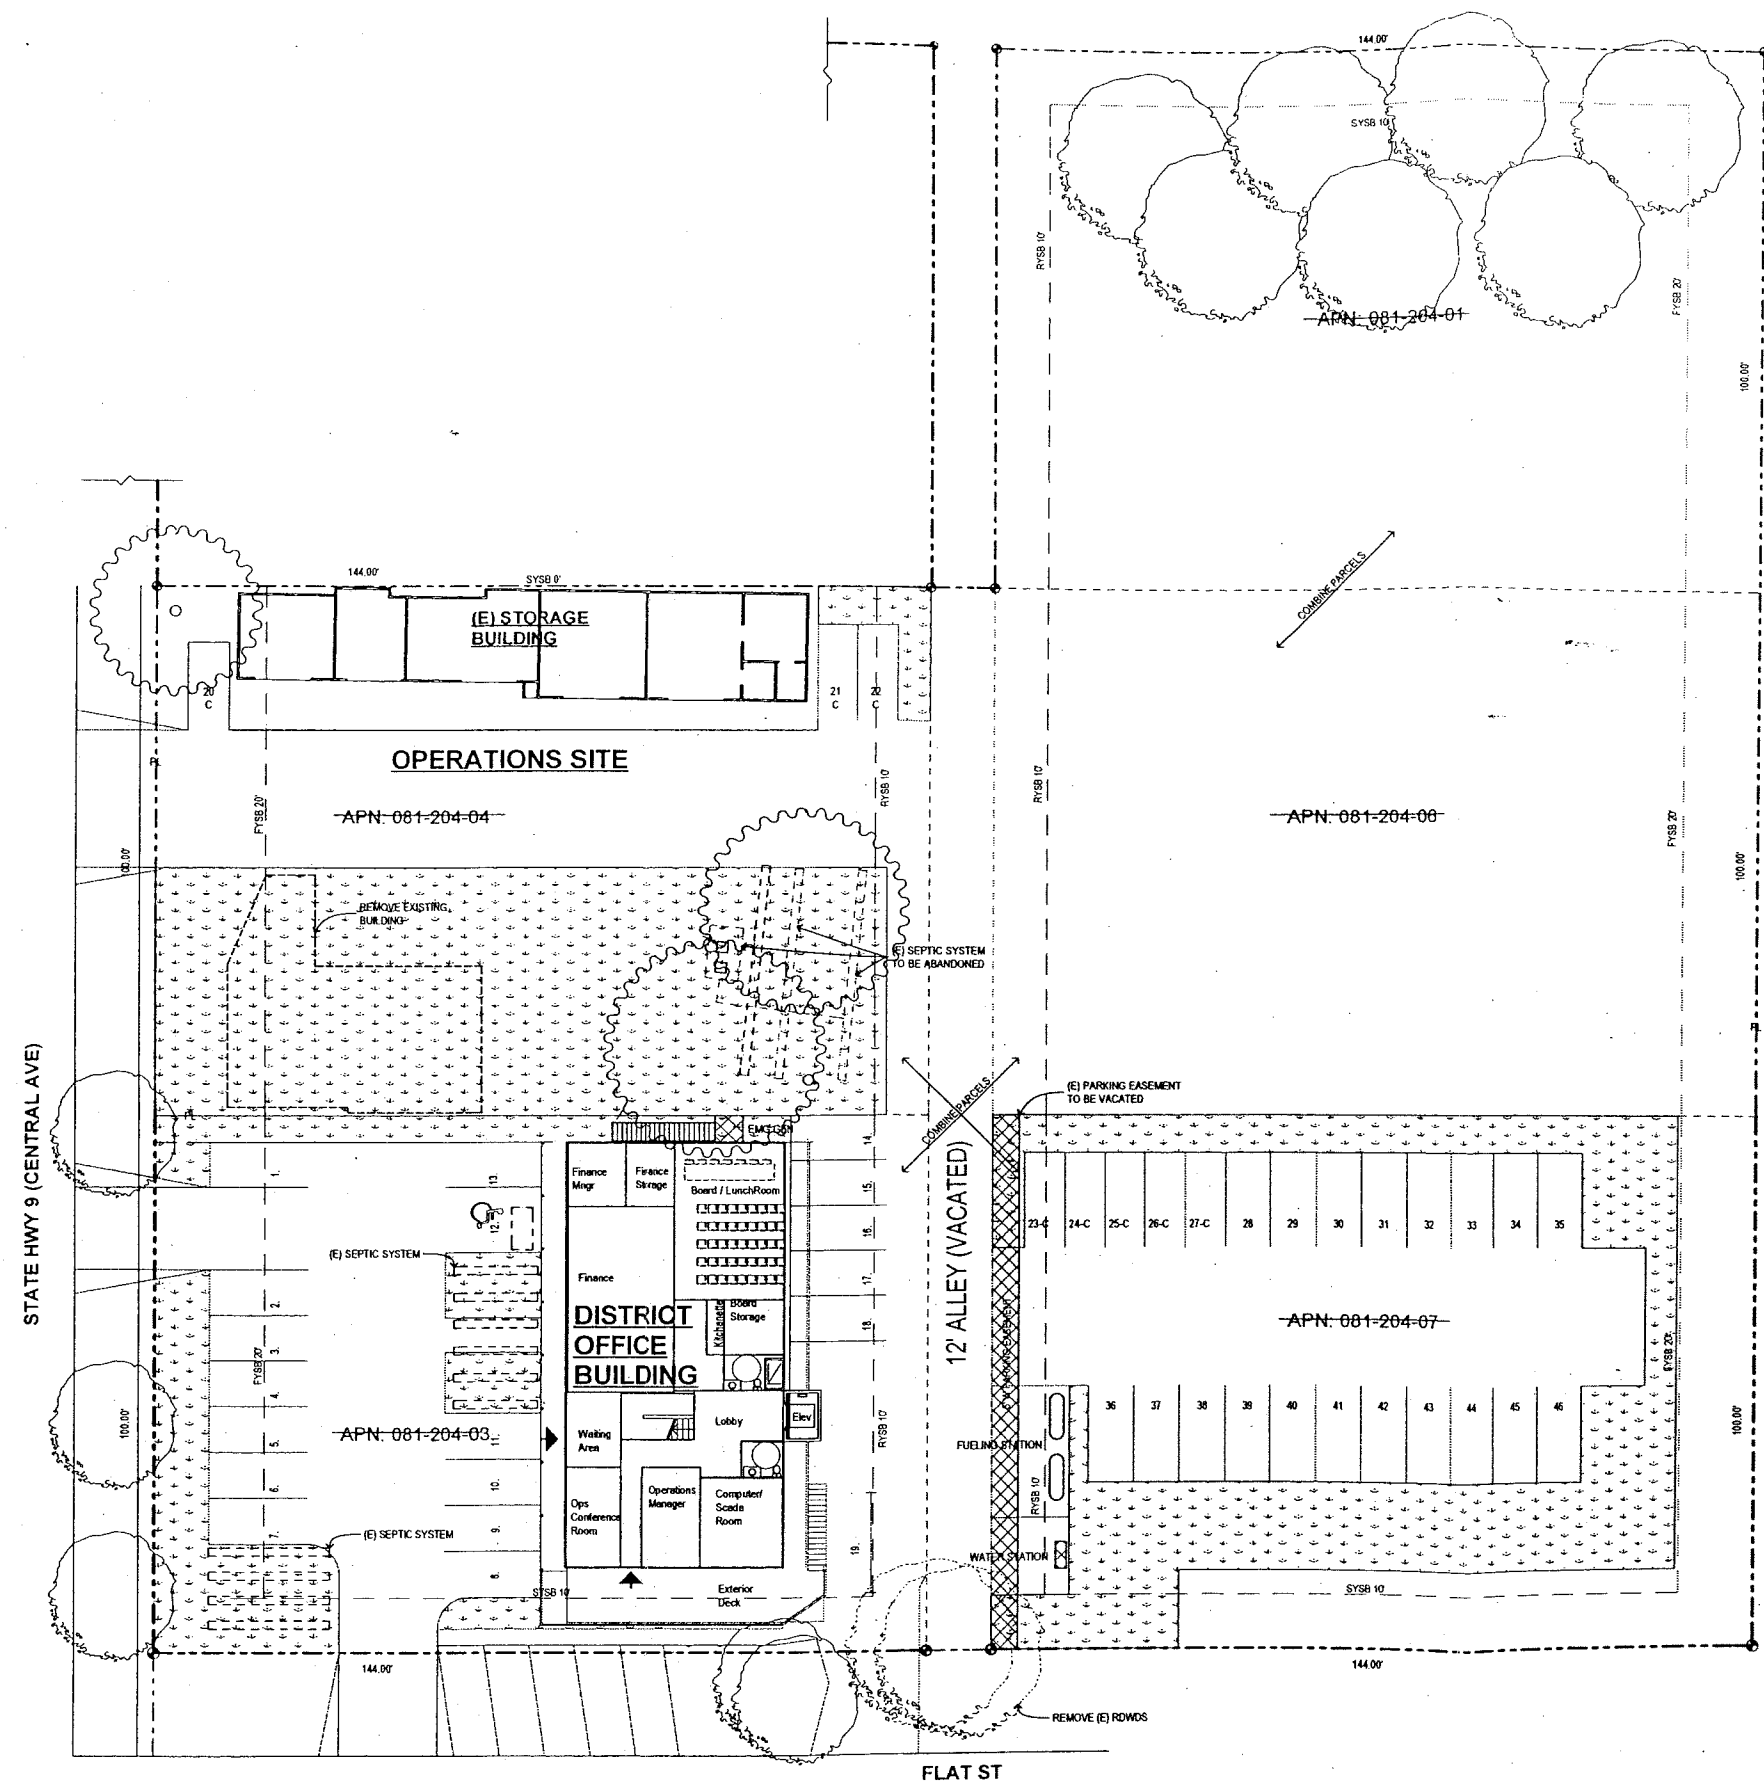 144.00'
SYSB 10'
RYSB 10'
FYSB 20'
APN: 081-204-01
100.00'
COMBINE PARCELS
144.00'
SYSB 0'
(E) STORAGE
BUILDING
20
C
21
C
22
C
OPERATIONS SITE
PL
APN: 081-204-04
FYSB 20'
RYSB 10'
RYSB 10'
APN: 081-204-06
FYSB 20'
100.00'
100.00'
REMOVE EXISTING
BUILDING
(E) SEPTIC SYSTEM
TO BE ABANDONED
PL
STATE HWY 9 (CENTRAL AVE)
PL
(E) PARKING EASEMENT
TO BE VACATED
COMBINE PARCELS
EMG GEN
12' ALLEY (VACATED)
1.
2.
3.
4.
5.
6.
7.
8.
9.
10.
11.
12.
13.
14.
15.
16.
17.
18.
19.
Finance
Mngr
Finance
Storage
Board / LunchRoom
Finance
Board
Storage
Kitchenette
DISTRICT
OFFICE
BUILDING
Waiting
Area
Lobby
Elev
Ops
Conference
Room
Operations
Manager
Computer/
Scada
Room
Exterior
Deck
(E) SEPTIC SYSTEM
FYSB 20'
APN: 081-204-03
100.00'
(E) SEPTIC SYSTEM
SYSB 10'
RYSB 10'
23-C 24-C 25-C 26-C 27-C 28 29 30 31 32 33 34 35
APN: 081-204-07
FYSB 20'
36 37 38 39 40 41 42 43 44 45 46
FUELING STATION
RYSB 10'
WATER STATION
SYSB 10'
100.00'
144.00'
144.00'
REMOVE (E) RDWDS
FLAT ST